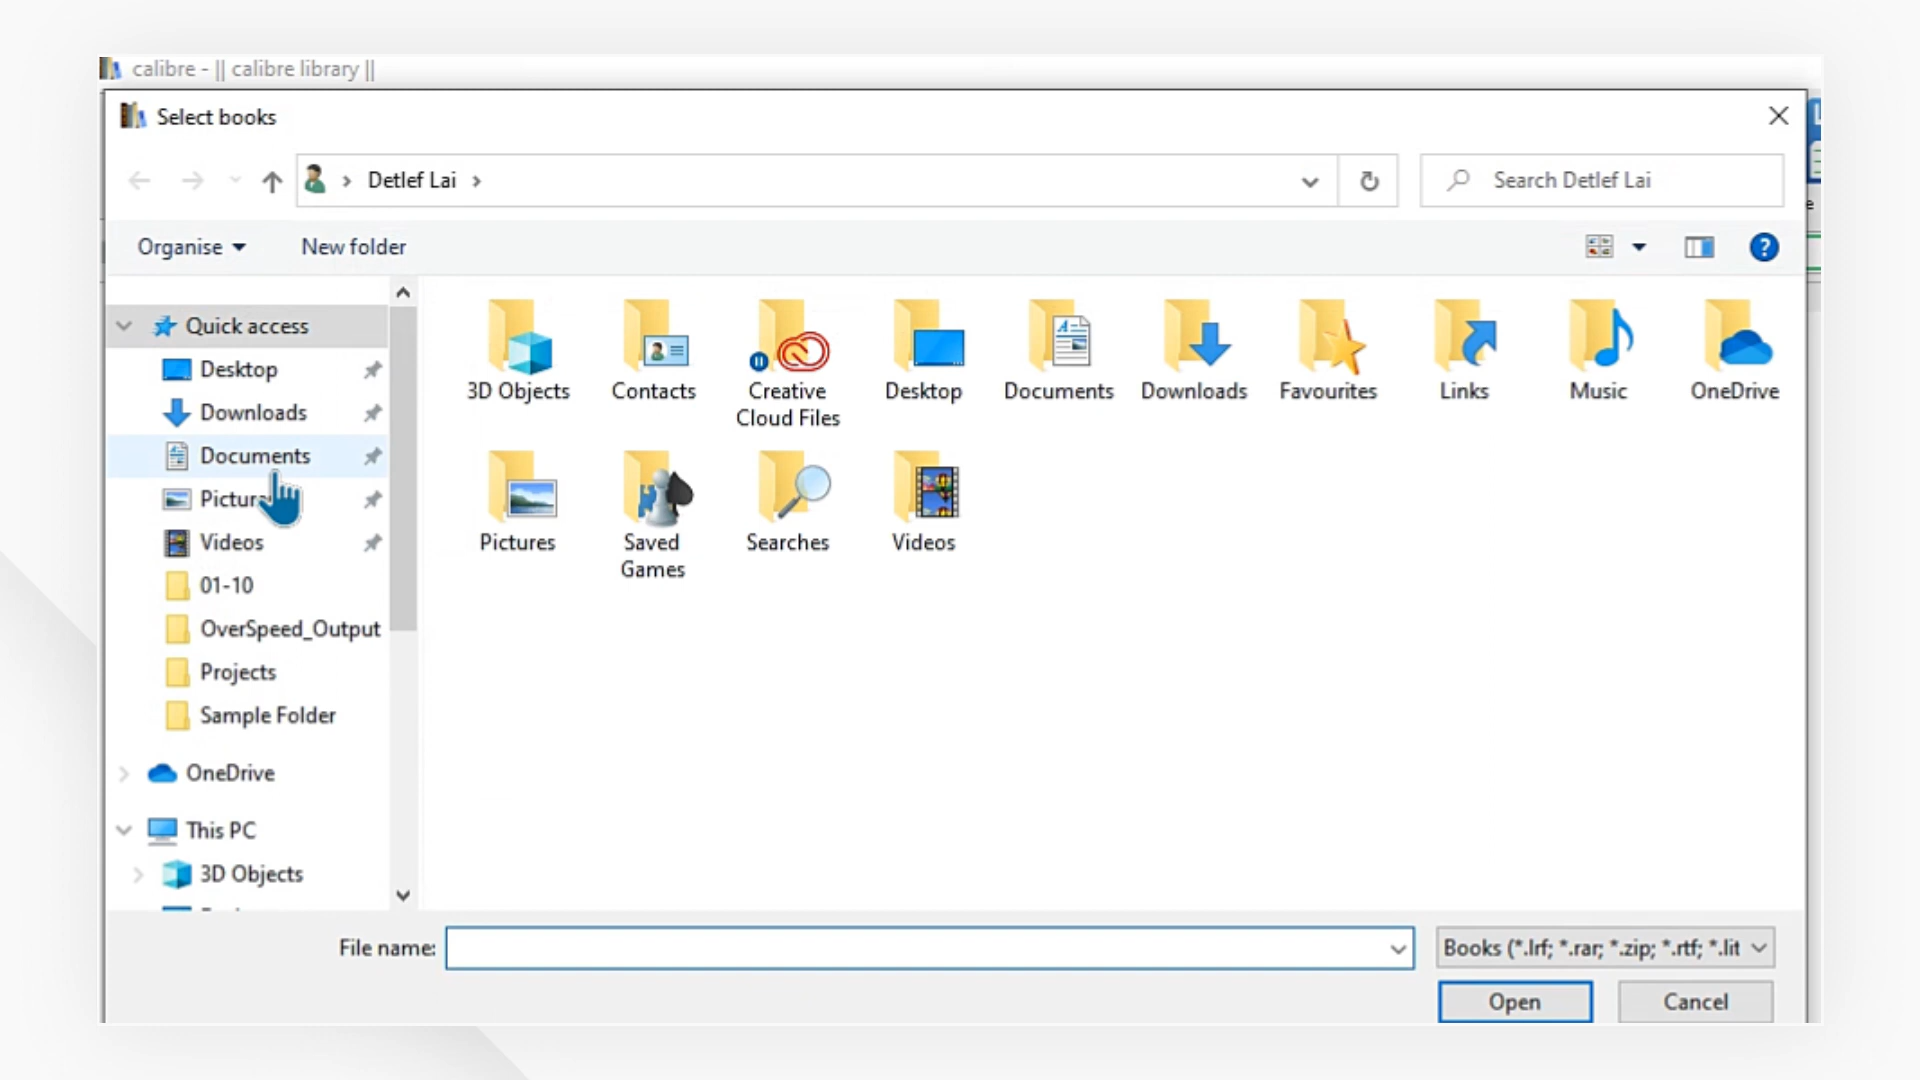 calibre - || calibre library ||
Select books
Detlef Lai
Search Detlef Lai
Organise
New folder
Quick access
Desktop
Downloads
Documents
Videos
01-10
OverSpeed_Output
Projects
Sample Folder
OneDrive
This PC
3D Objects
3D Objects
Contacts
Creative
Cloud Files
Desktop
Documents
Downloads
Favourites
Links
Music
OneDrive
Pictures
Saved
Games
Searches
Videos
File name:
Books (*.lrf; *.rar; *.zip; *.rtf; *.lit
Open
Cancel